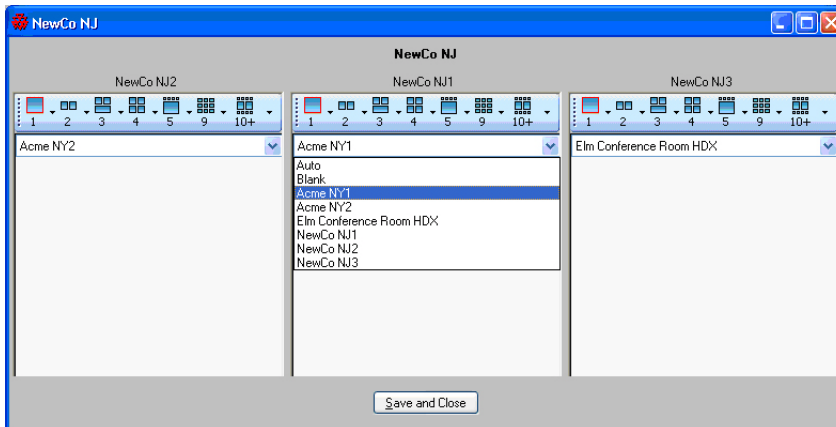 NewCo NJ
NewCo NJ
NewCo NJ2
NewCo NJ1
NewCo NJ3
1 2 3 4 5 9 10+
1 2 3 4 5 9 10+
1 2 3 4 5 9 10+
Acme NY2
Acme NY1
Elm Conference Room HDX
Auto
Blank
Acme NY1
Acme NY2
Elm Conference Room HDX
NewCo NJ1
NewCo NJ2
NewCo NJ3
Save and Close